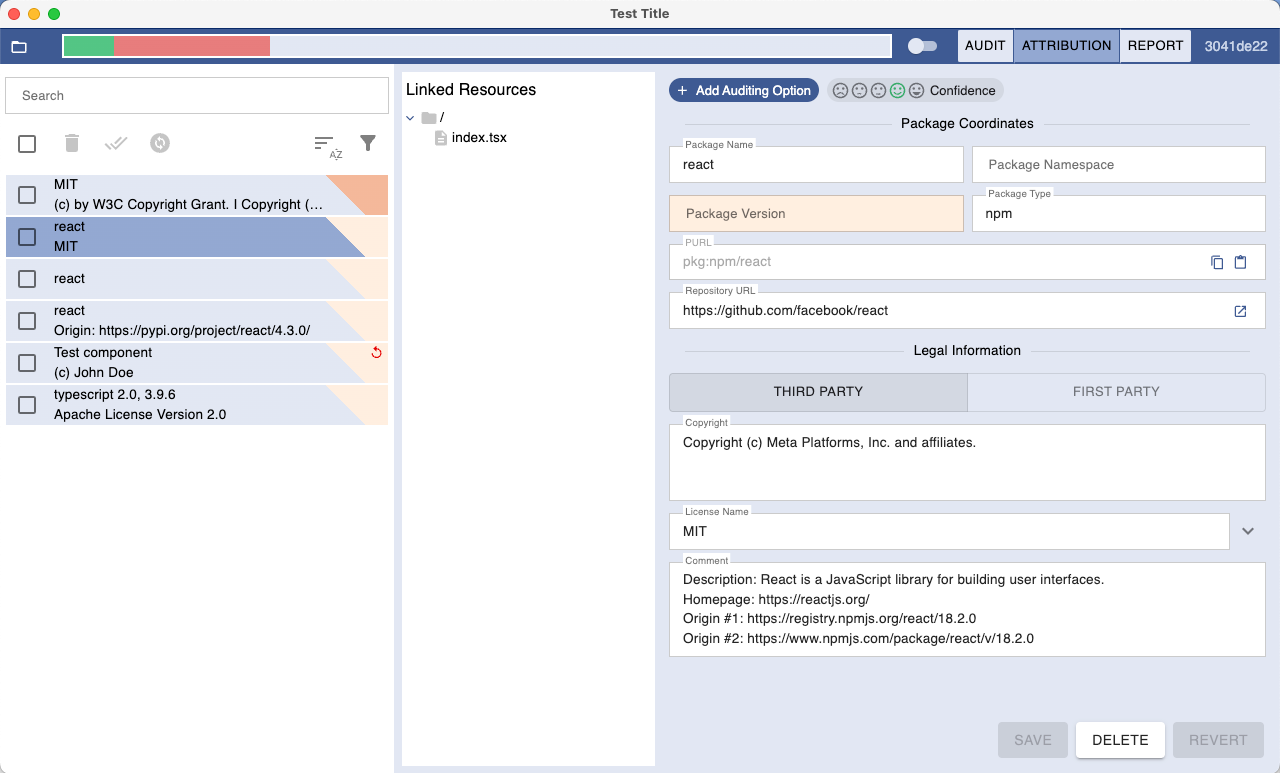 Test Title
AUDIT
ATTRIBUTION
REPORT
3041de22
Search
AZ
MIT
(c) by W3C Copyright Grant. I Copyright (…
react
MIT
react
react
Origin: https://pypi.org/project/react/4.3.0/
Test component
(c) John Doe
typescript 2.0, 3.9.6
Apache License Version 2.0
Linked Resources
/
index.tsx
+ Add Auditing Option
Confidence
Package Coordinates
Package Name
react
Package Namespace
Package Version
Package Type
npm
PURL
pkg:npm/react
Repository URL
https://github.com/facebook/react
Legal Information
THIRD PARTY
FIRST PARTY
Copyright
Copyright (c) Meta Platforms, Inc. and affiliates.
License Name
MIT
Comment
Description: React is a JavaScript library for building user interfaces.
Homepage: https://reactjs.org/
Origin #1: https://registry.npmjs.org/react/18.2.0
Origin #2: https://www.npmjs.com/package/react/v/18.2.0
SAVE
DELETE
REVERT